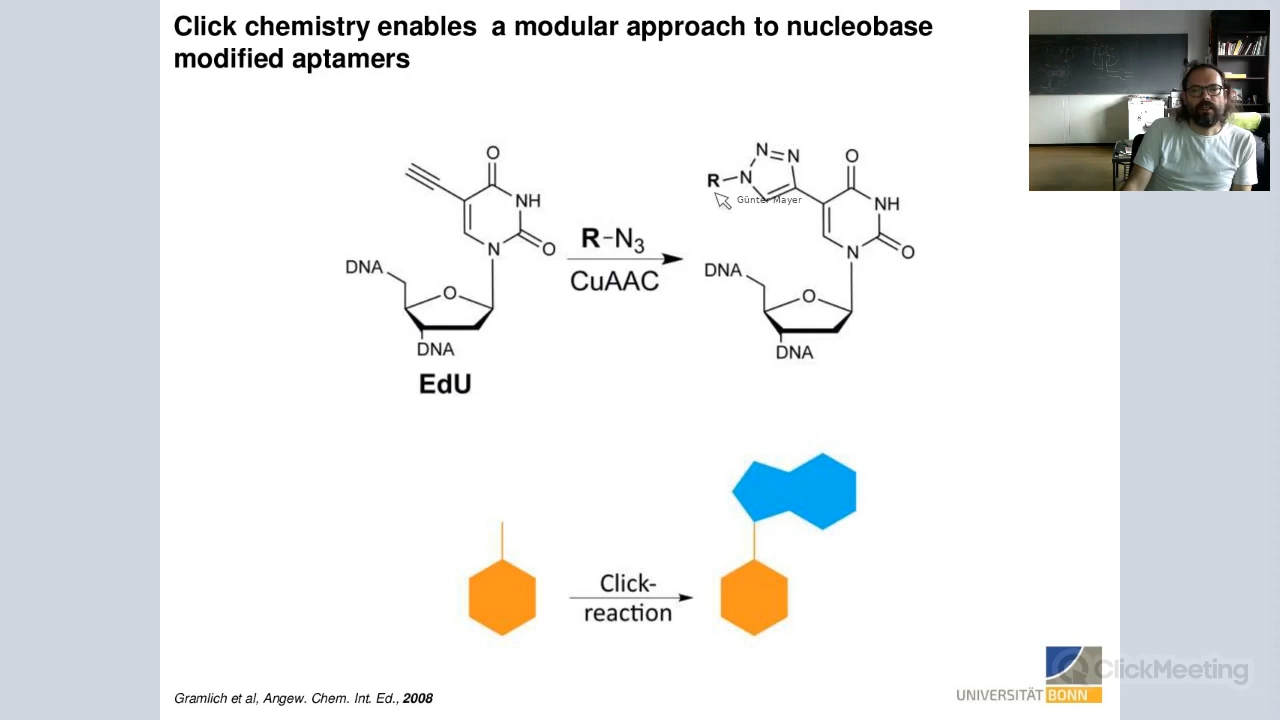 Click chemistry enables  a modular approach to nucleobase
modified aptamers
O
NH
N
O
DNA
O
DNA
EdU
R-N3
CuAAC
N=N
R-N
Günter Mayer
O
NH
N
O
DNA
O
DNA
Click-
reaction
Gramlich et al, Angew. Chem. Int. Ed., 2008
UNIVERSITÄT BONN
ClickMeeting